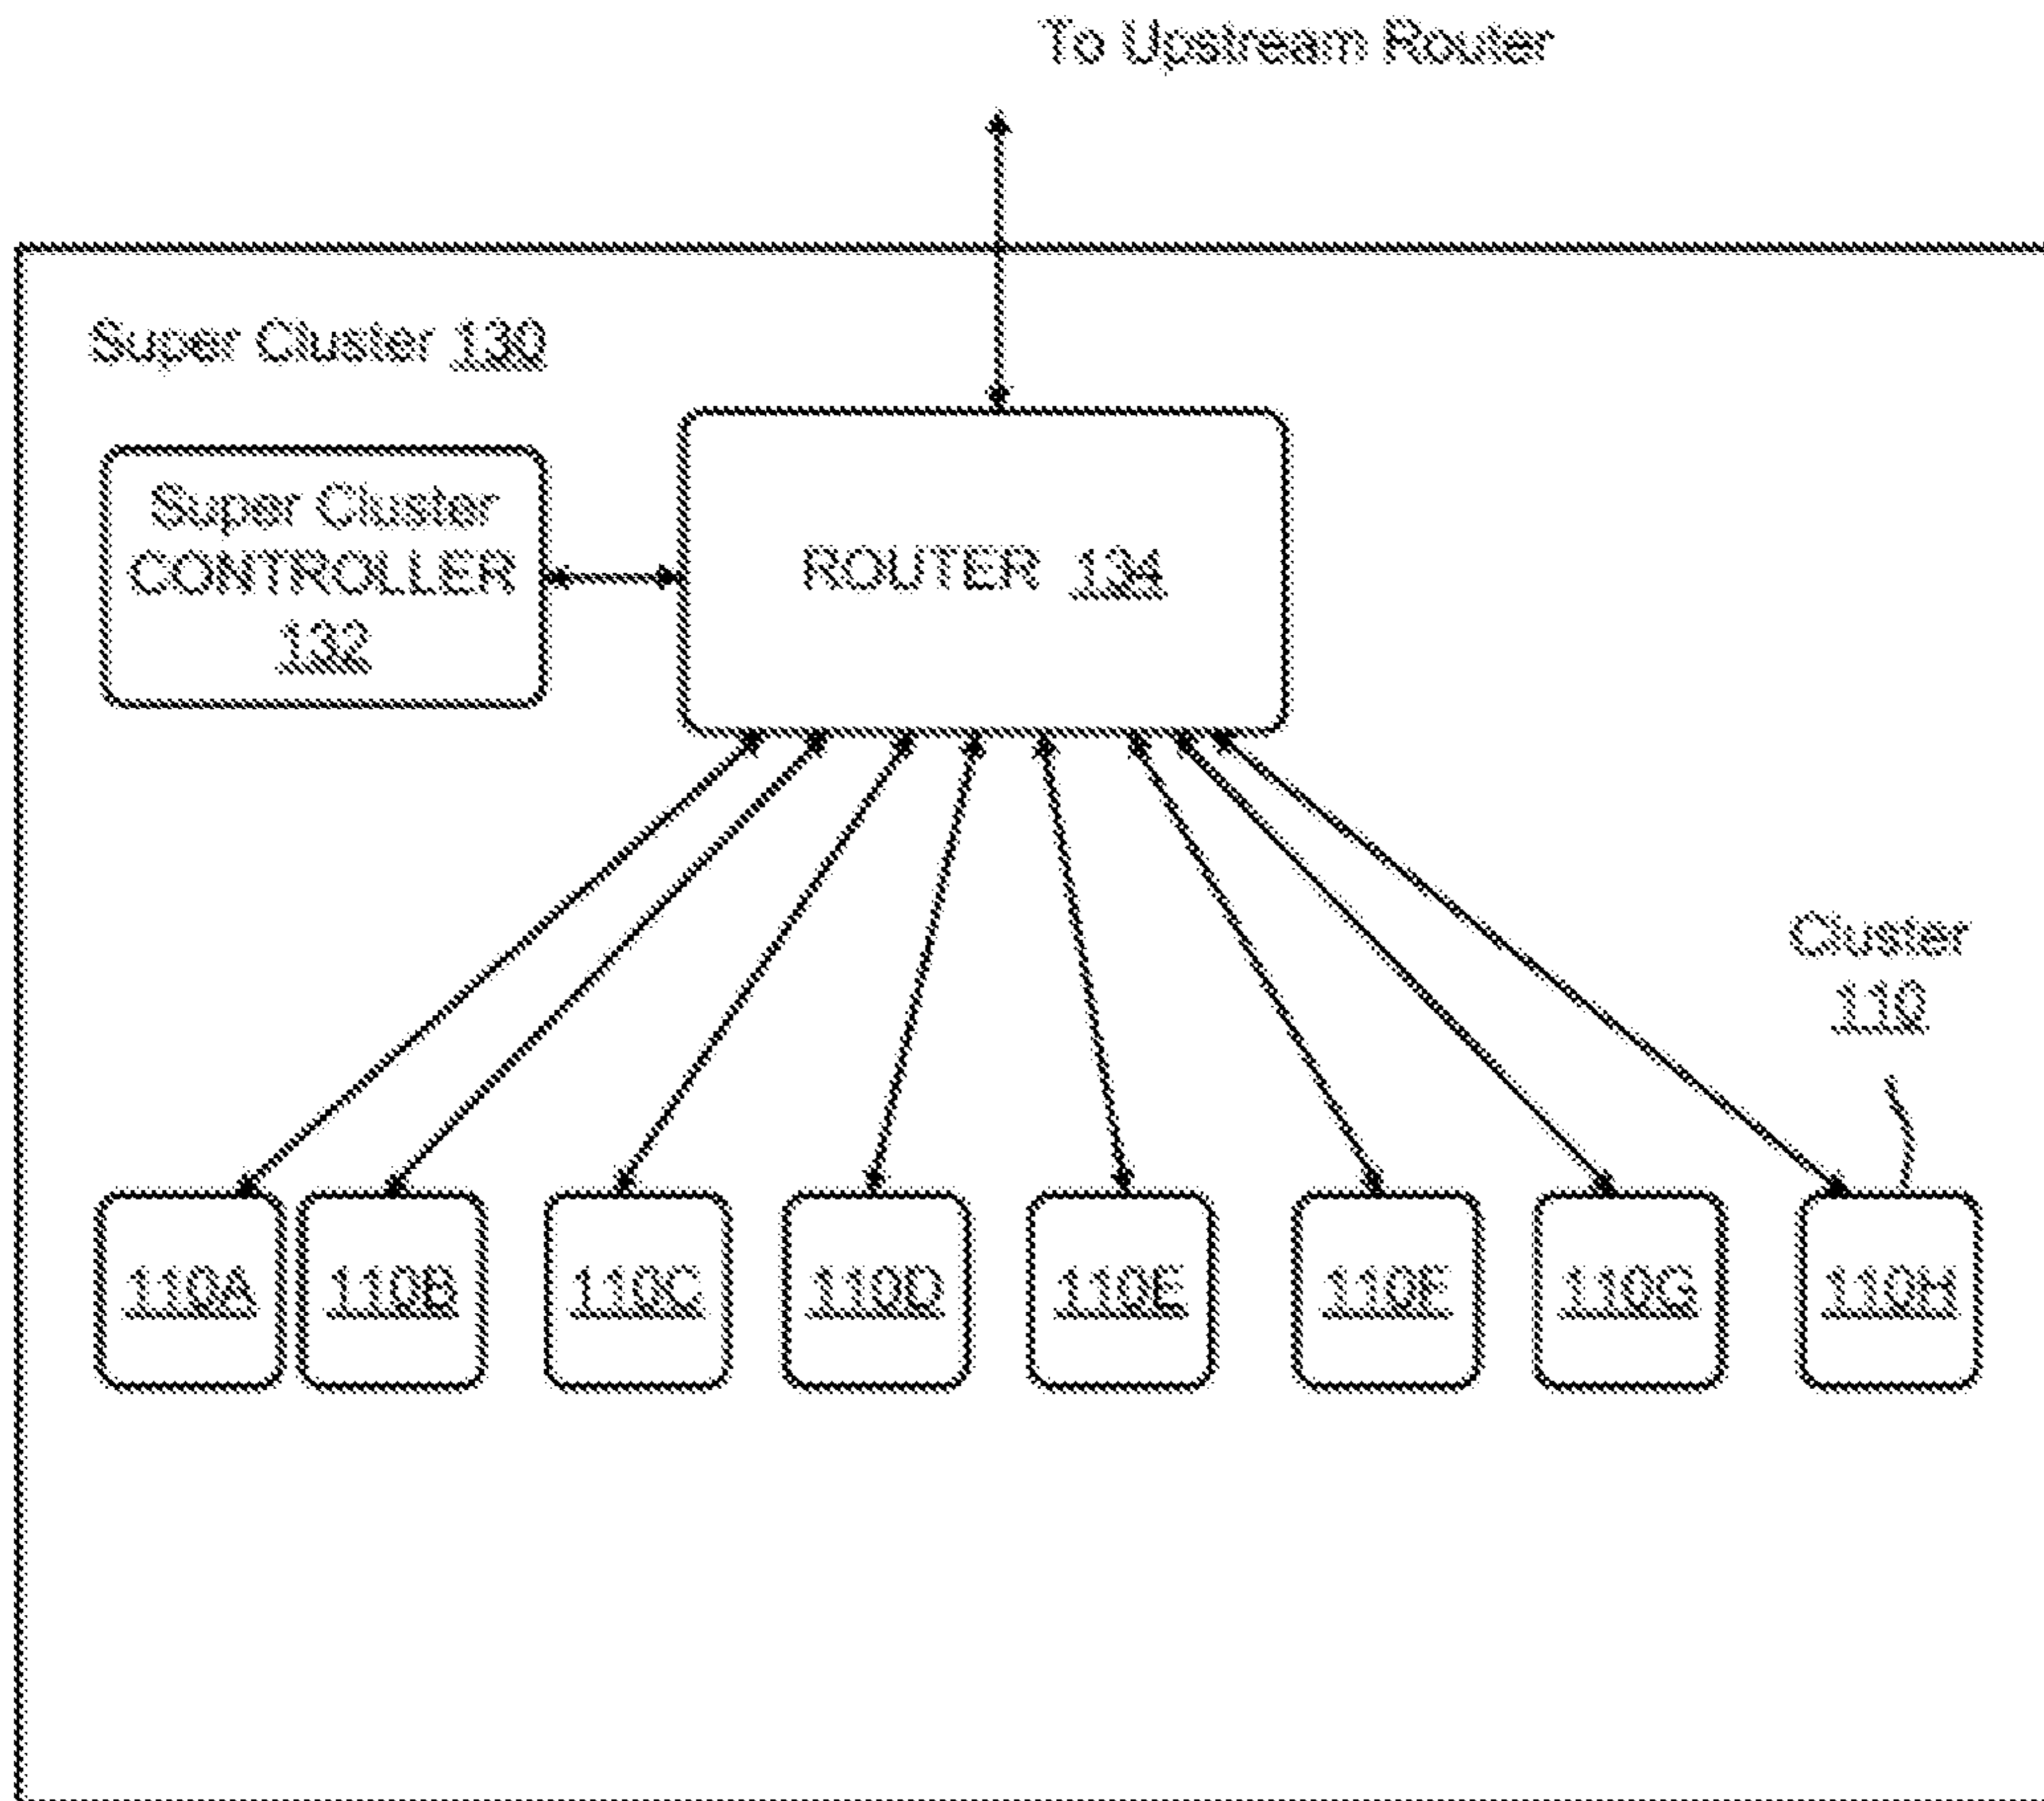 To Upstream Router
Super Cluster 130
Super Cluster
CONTROLLER
132
ROUTER 134
Cluster
110
110A
110B
110C
110D
110E
110F
110G
110H